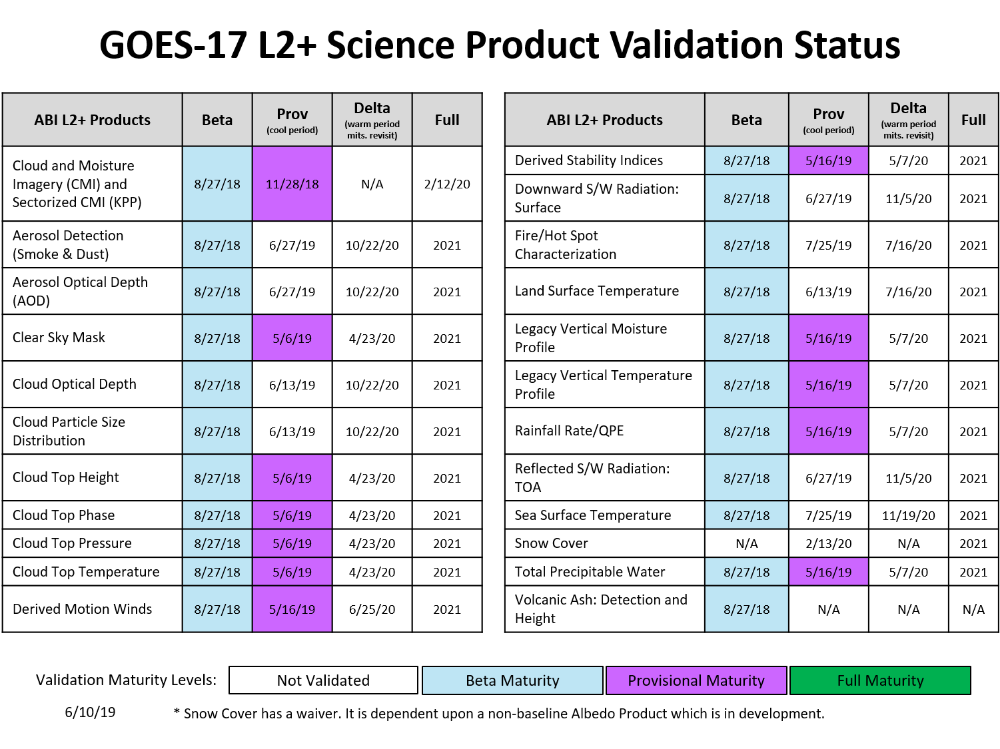 GOES-17 L2+ Science Product Validation Status
ABI L2+ Products Beta Prov (cool period) Delta (warm period mits. revisit) Full
Cloud and Moisture
Imagery (CMI) and
Sectorized CMI (KPP)
8/27/18 11/28/18 N/A 2/12/20
Aerosol Detection
(Smoke & Dust)
8/27/18 6/27/19 10/22/20 2021
Aerosol Optical Depth
(AOD)
8/27/18 6/27/19 10/22/20 2021
Clear Sky Mask 8/27/18 5/6/19 4/23/20 2021
Cloud Optical Depth 8/27/18 6/13/19 10/22/20 2021
Cloud Particle Size
Distribution
8/27/18 6/13/19 10/22/20 2021
Cloud Top Height 8/27/18 5/6/19 4/23/20 2021
Cloud Top Phase 8/27/18 5/6/19 4/23/20 2021
Cloud Top Pressure 8/27/18 5/6/19 4/23/20 2021
Cloud Top Temperature 8/27/18 5/6/19 4/23/20 2021
Derived Motion Winds 8/27/18 5/16/19 6/25/20 2021
ABI L2+ Products Beta Prov (cool period) Delta (warm period mits. revisit) Full
Derived Stability Indices 8/27/18 5/16/19 5/7/20 2021
Downward S/W Radiation:
Surface
8/27/18 6/27/19 11/5/20 2021
Fire/Hot Spot
Characterization
8/27/18 7/25/19 7/16/20 2021
Land Surface Temperature 8/27/18 6/13/19 7/16/20 2021
Legacy Vertical Moisture
Profile
8/27/18 5/16/19 5/7/20 2021
Legacy Vertical Temperature
Profile
8/27/18 5/16/19 5/7/20 2021
Rainfall Rate/QPE 8/27/18 5/16/19 5/7/20 2021
Reflected S/W Radiation:
TOA
8/27/18 6/27/19 11/5/20 2021
Sea Surface Temperature 8/27/18 7/25/19 11/19/20 2021
Snow Cover N/A 2/13/20 N/A 2021
Total Precipitable Water 8/27/18 5/16/19 5/7/20 2021
Volcanic Ash: Detection and
Height
8/27/18 N/A N/A N/A
Validation Maturity Levels: Not Validated Beta Maturity Provisional Maturity Full Maturity
6/10/19 * Snow Cover has a waiver. It is dependent upon a non-baseline Albedo Product which is in development.